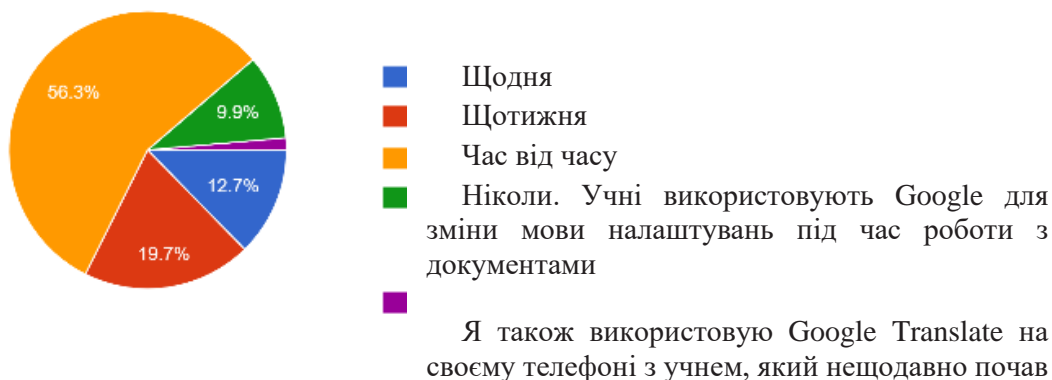 56.3%
9.9%
12.7%
19.7%
Щодня
Щотижня
Час від часу
Ніколи. Учні використовують Google для
зміни мови налаштувань під час роботи з
документами
Я також використовую Google Translate на
своєму телефоні з учнем, який нещодавно почав